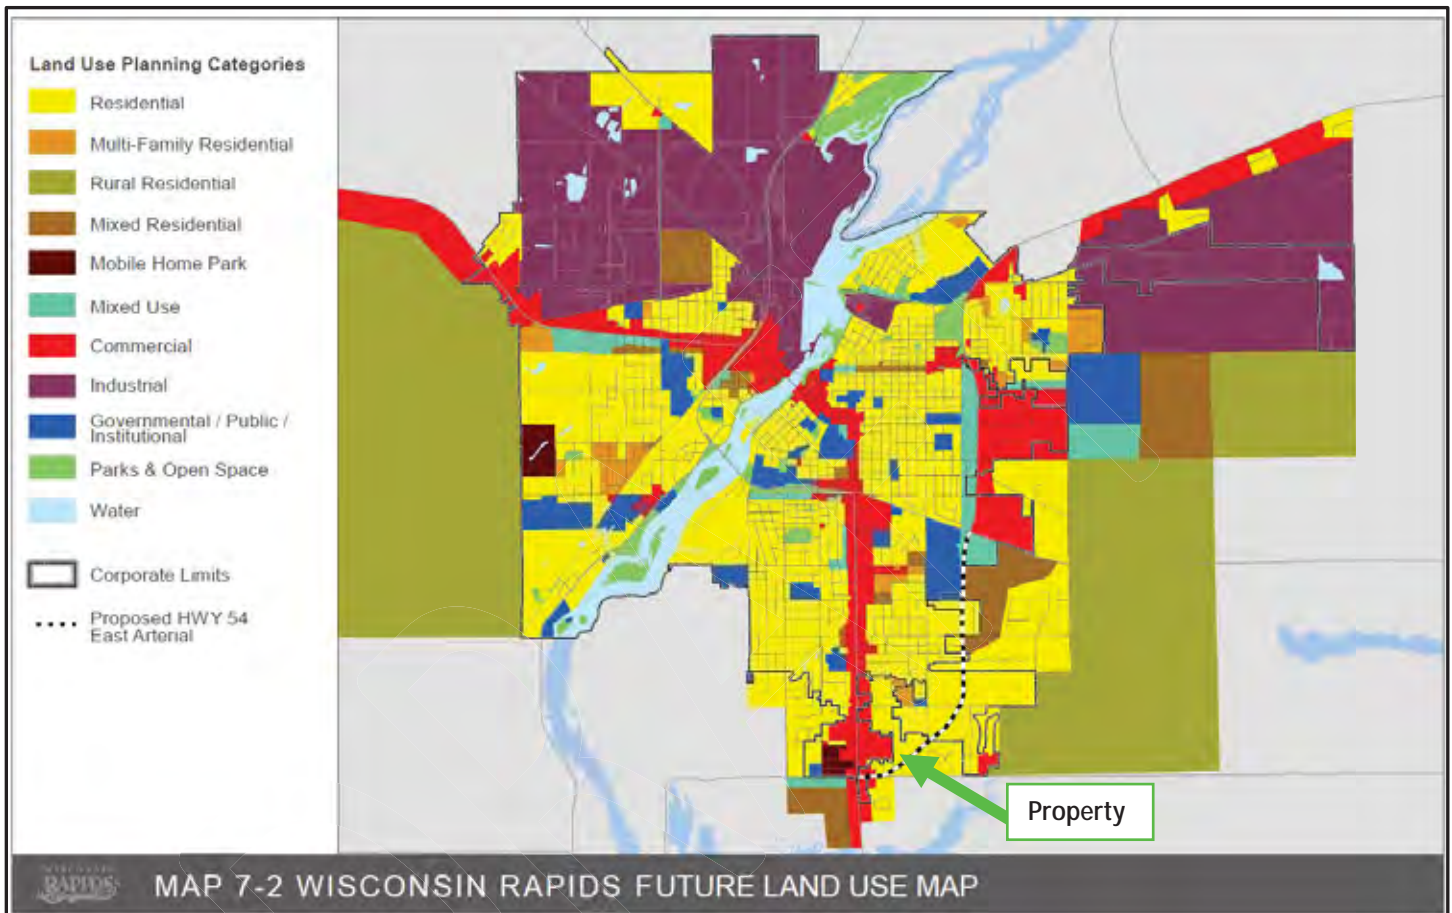 Land Use Planning Categories
Residential
Multi-Family Residential
Rural Residential
Mixed Residential
Mobile Home Park
Mixed Use
Commercial
Industrial
Governmental / Public /
Institutional
Parks & Open Space
Water
Corporate Limits
Proposed HWY 54
East Arterial
Property
WISCONSIN
RAPIDS
MAP 7-2 WISCONSIN RAPIDS FUTURE LAND USE MAP